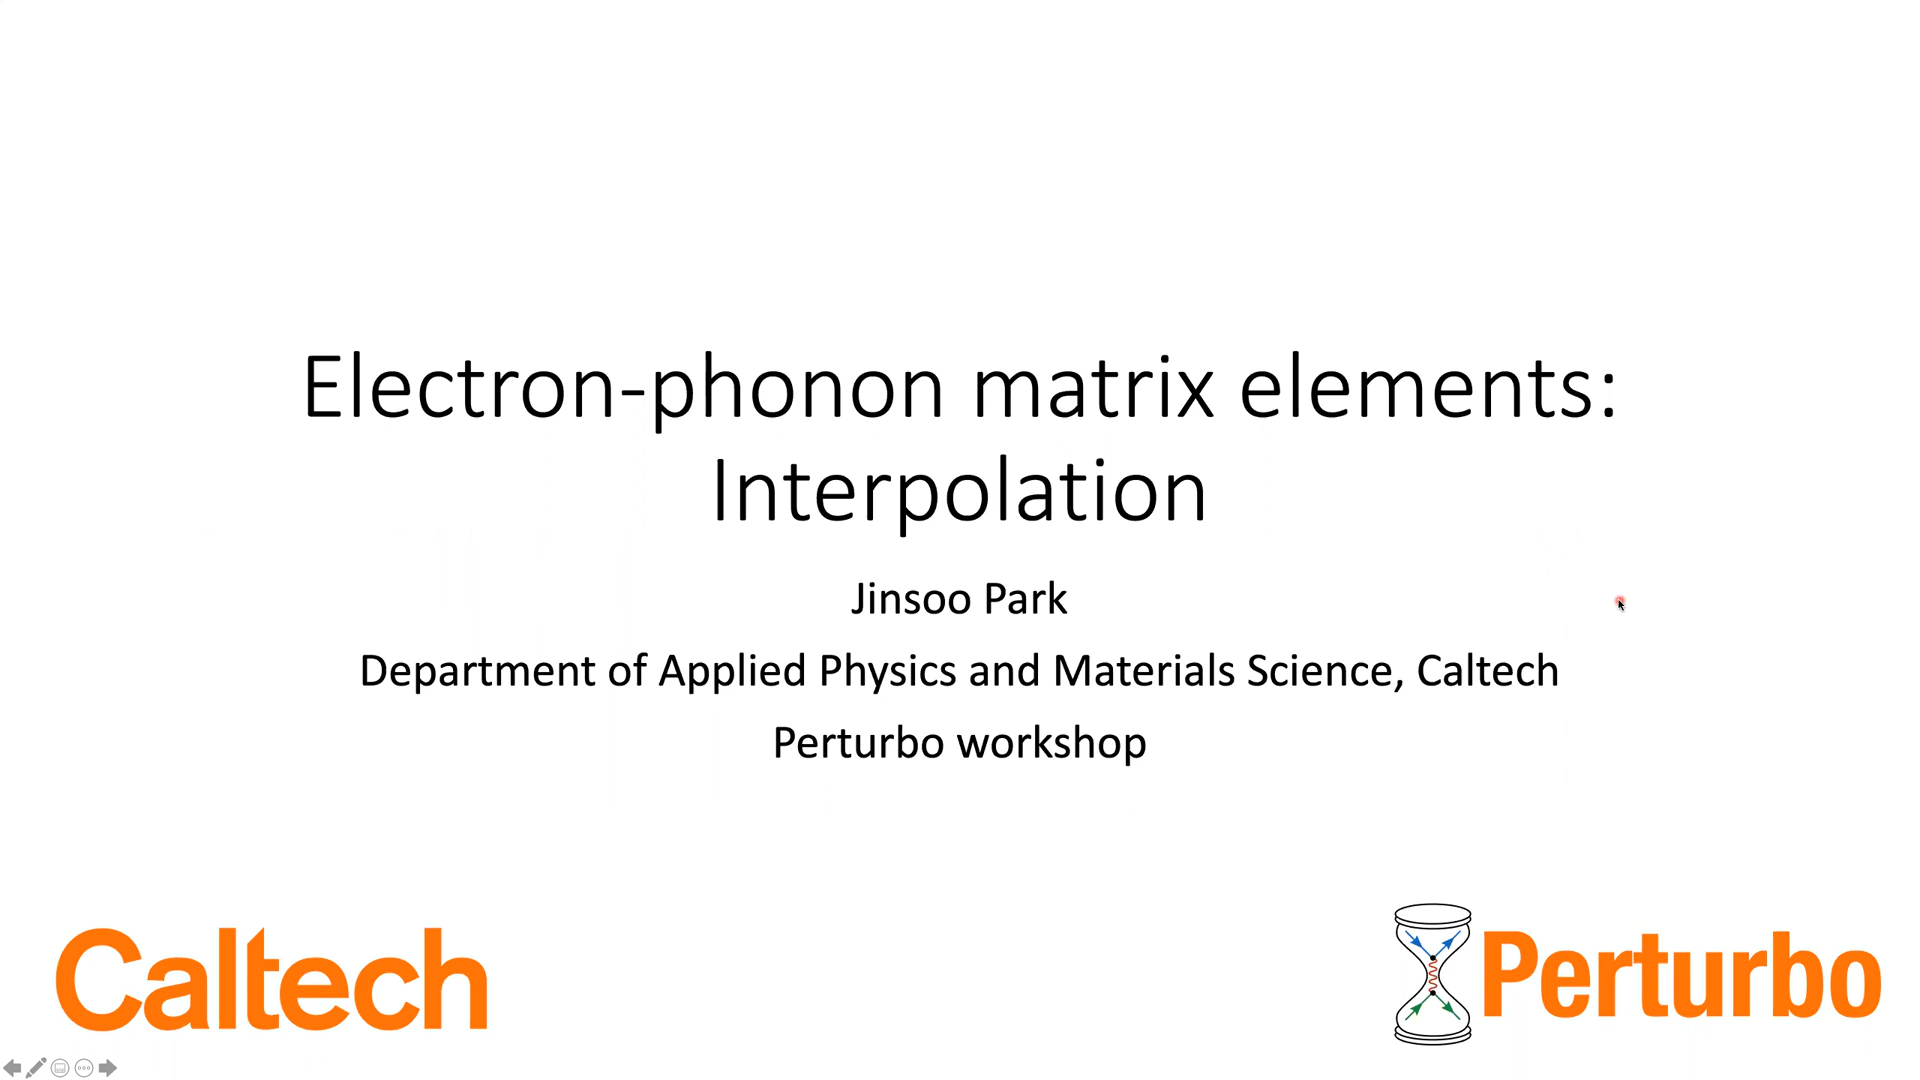 Electron-phonon matrix elements:
Interpolation
Jinsoo Park
Department of Applied Physics and Materials Science, Caltech
Perturbo workshop
Caltech
Perturbo